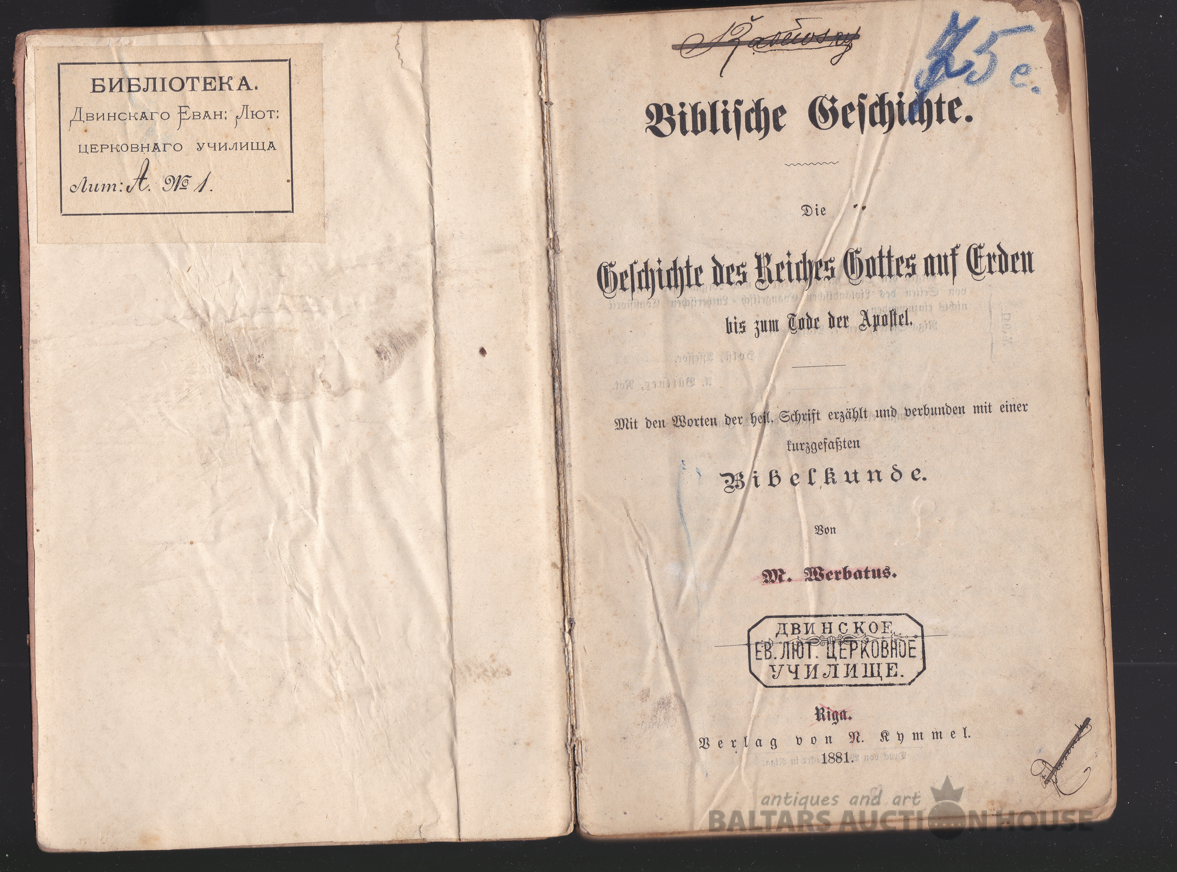 БИБЛІОТЕКА.
Двинскаго Еван: Лют:
церковнаго училища
Лит: А. № 1.
75 c.
Biblische Geschichte.
Die
Geschichte des Reiches Gottes auf Erden
bis zum Tode der Apostel.
Mit den Worten der heil. Schrift erzählt und verbunden mit einer
kurzgefaßten
Bibelkunde.
Von
M. Werbatus.
ДВИНСКОЕ
ЕВ. ЛЮТ. ЦЕРКОВНОЕ
УЧИЛИЩЕ.
Riga.
Verlag von N. Kymmel.
1881.
antiques and art
BALTARS AUCTION HOUSE